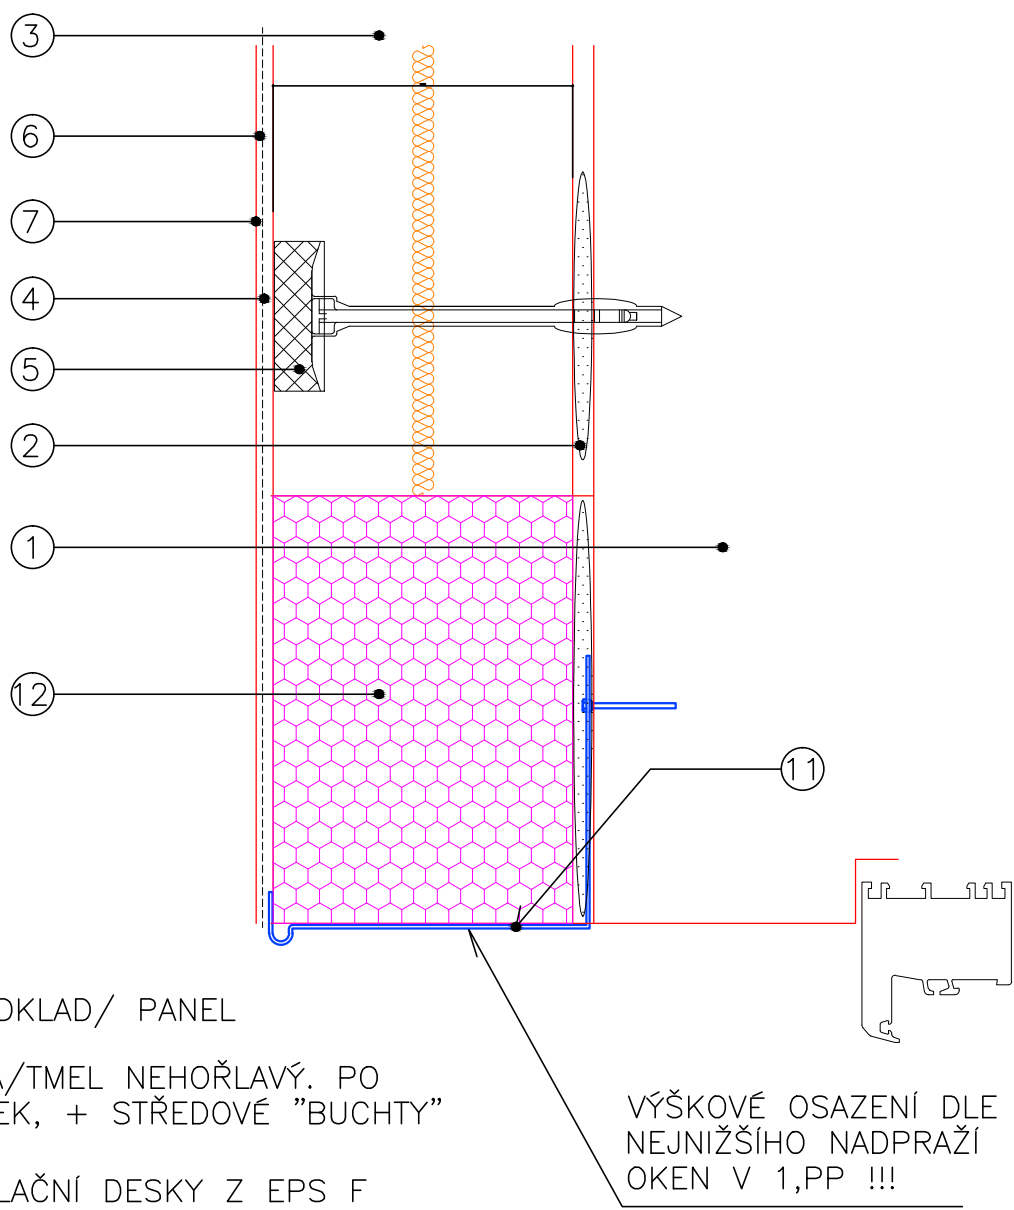 3
6
7
4
5
2
1
12
11
DKLAD/ PANEL
A/TMEL NEHOŘLAVÝ. PO
EK, + STŘEDOVÉ "BUCHTY"
LAČNÍ DESKY Z EPS F
VÝŠKOVÉ OSAZENÍ DLE
NEJNIŽŠÍHO NADPRAŽÍ
OKEN V 1,PP !!!